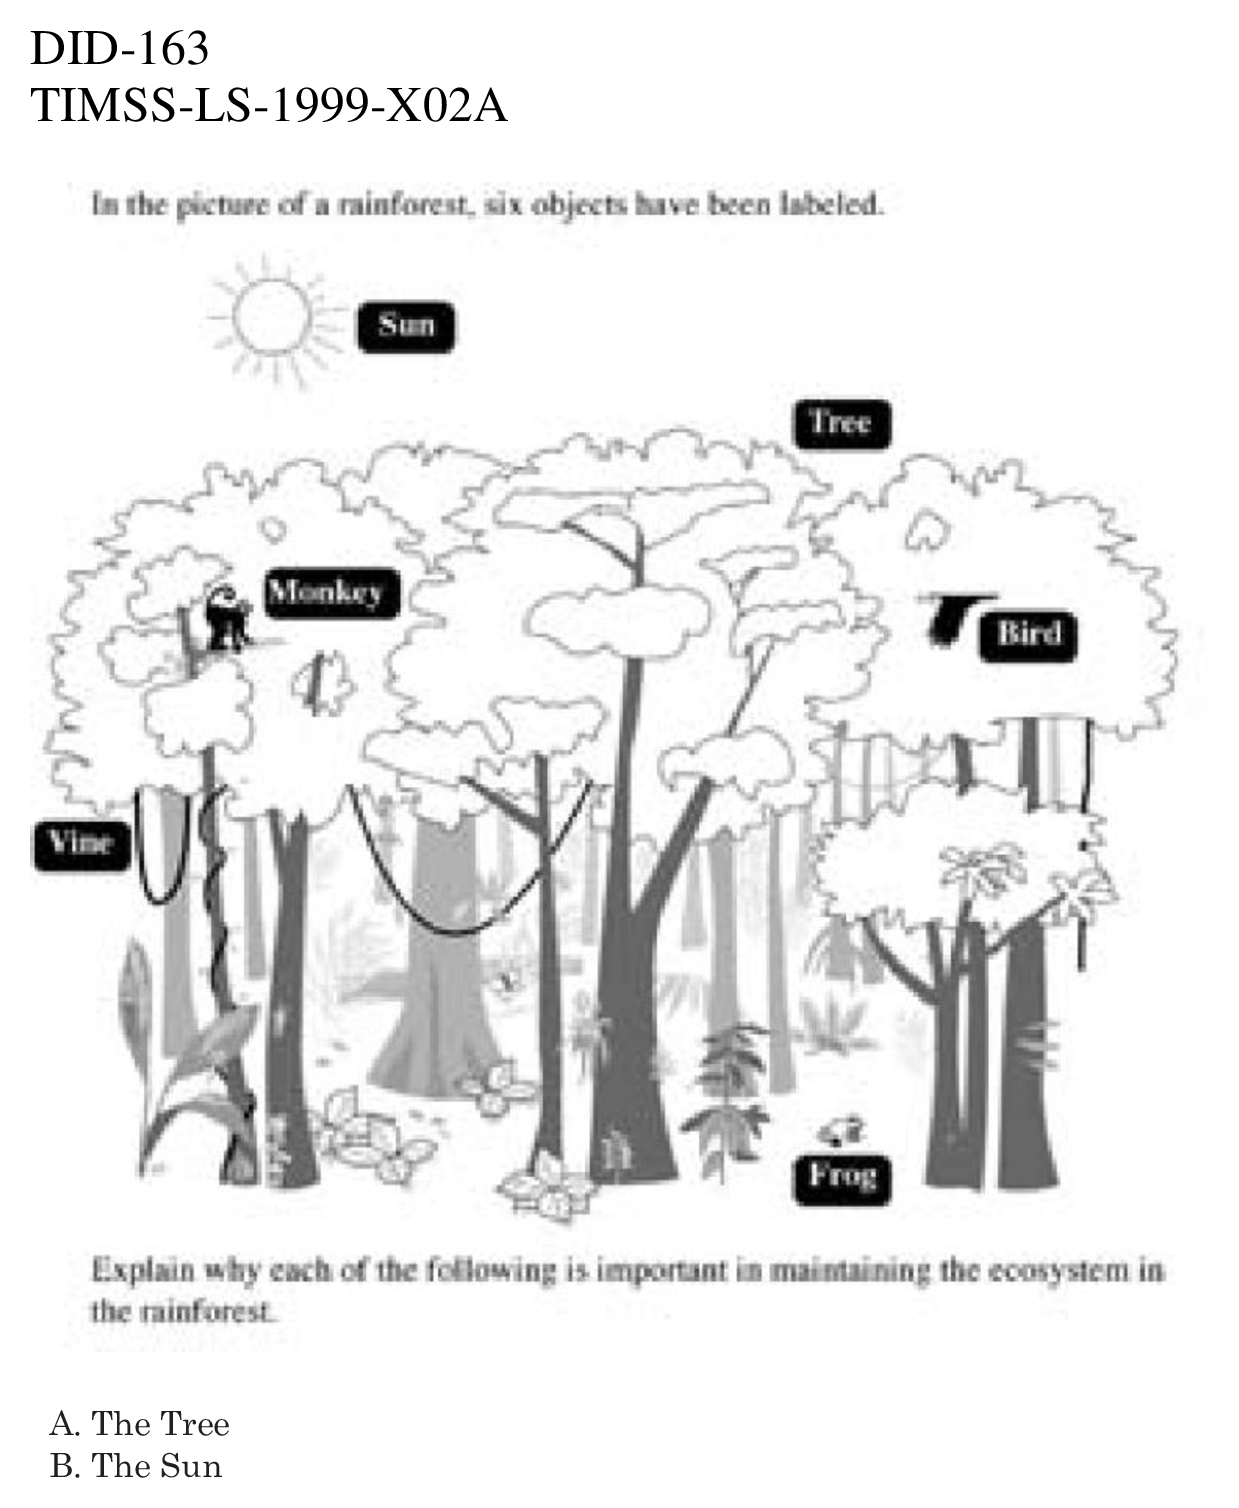 DID-163
TIMSS-LS-1999-X02A
In the picture of a rainforest, six objects have been labeled.
Sun
Tree
Monkey
Bird
Vine
Frog
Explain why each of the following is important in maintaining the ecosystem in
the rainforest.
A. The Tree
B. The Sun